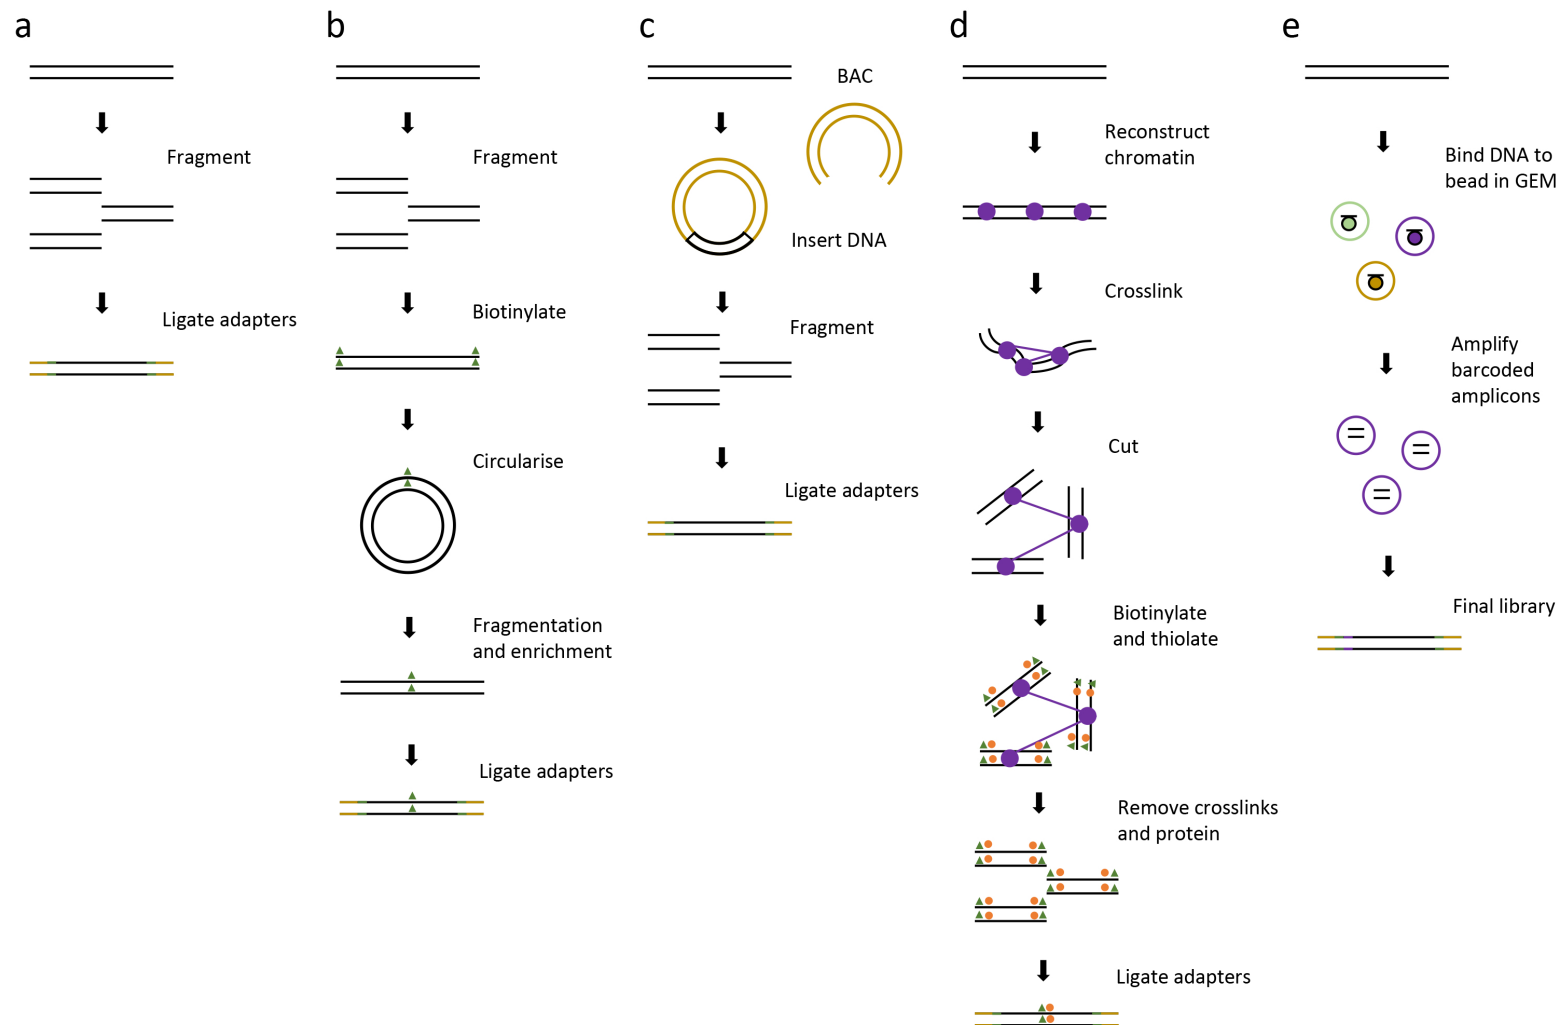 a
Fragment
Ligate adapters
b
Fragment
Biotinylate
Circularise
Fragmentation
and enrichment
Ligate adapters
c
BAC
Insert DNA
Fragment
Ligate adapters
d
Reconstruct
chromatin
Crosslink
Cut
Biotinylate
and thiolate
Remove crosslinks
and protein
Ligate adapters
e
Bind DNA to
bead in GEM
Amplify
barcoded
amplicons
Final library